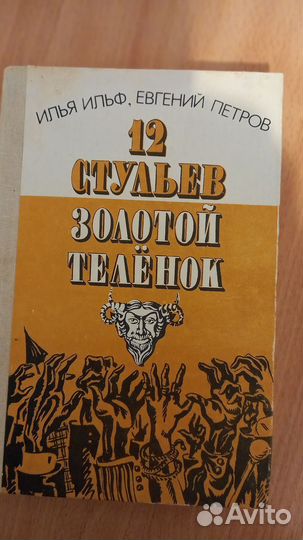 ИЛЬЯ ИЛЬФ, ЕВГЕНИЙ ПЕТРОВ
12
СТУЛЬЕВ
ЗОЛОТОЙ
ТЕЛЁНОК
Avito